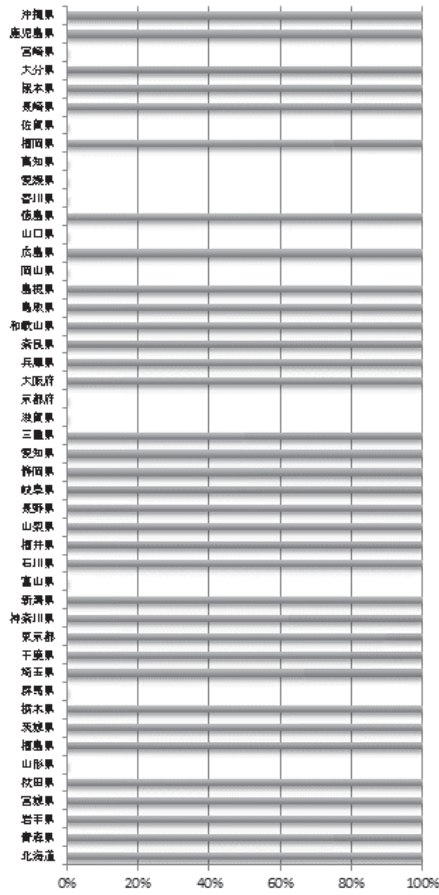 沖縄県
鹿児島県
宮崎県
大分県
熊本県
長崎県
佐賀県
福岡県
高知県
愛媛県
香川県
徳島県
山口県
広島県
岡山県
島根県
鳥取県
和歌山県
奈良県
兵庫県
大阪府
京都府
滋賀県
三重県
愛知県
静岡県
岐阜県
長野県
山梨県
福井県
石川県
富山県
新潟県
神奈川県
東京都
千葉県
埼玉県
群馬県
栃木県
茨城県
福島県
山形県
秋田県
宮城県
岩手県
青森県
北海道
0% 20% 40% 60% 80% 100%